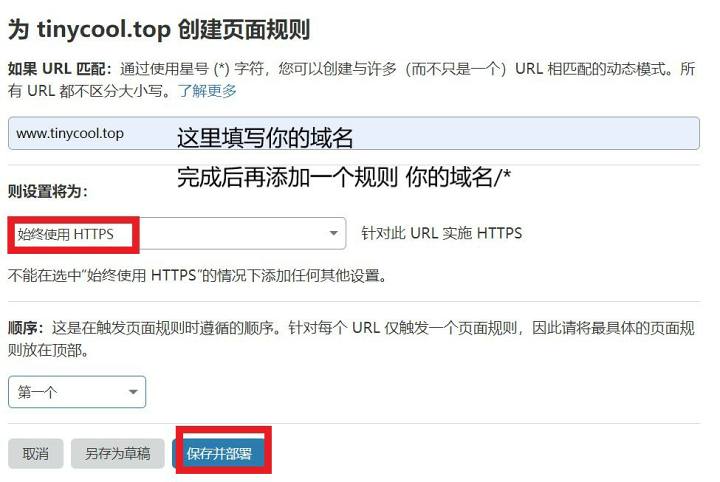 为 tinycool.top 创建页面规则
如果 URL 匹配：通过使用星号 (*) 字符，您可以创建与许多（而不只是一个）URL 相匹配的动态模式。所
有 URL 都不区分大小写。了解更多
www.tinycool.top
这里填写你的域名
完成后再添加一个规则 你的域名/*
则设置将为：
始终使用 HTTPS
针对此 URL 实施 HTTPS
不能在选中“始终使用 HTTPS”的情况下添加任何其他设置。
顺序：这是在触发页面规则时遵循的顺序。针对每个 URL 仅触发一个页面规则，因此请将最具体的页面规
则放在顶部。
第一个
取消
另存为草稿
保存并部署